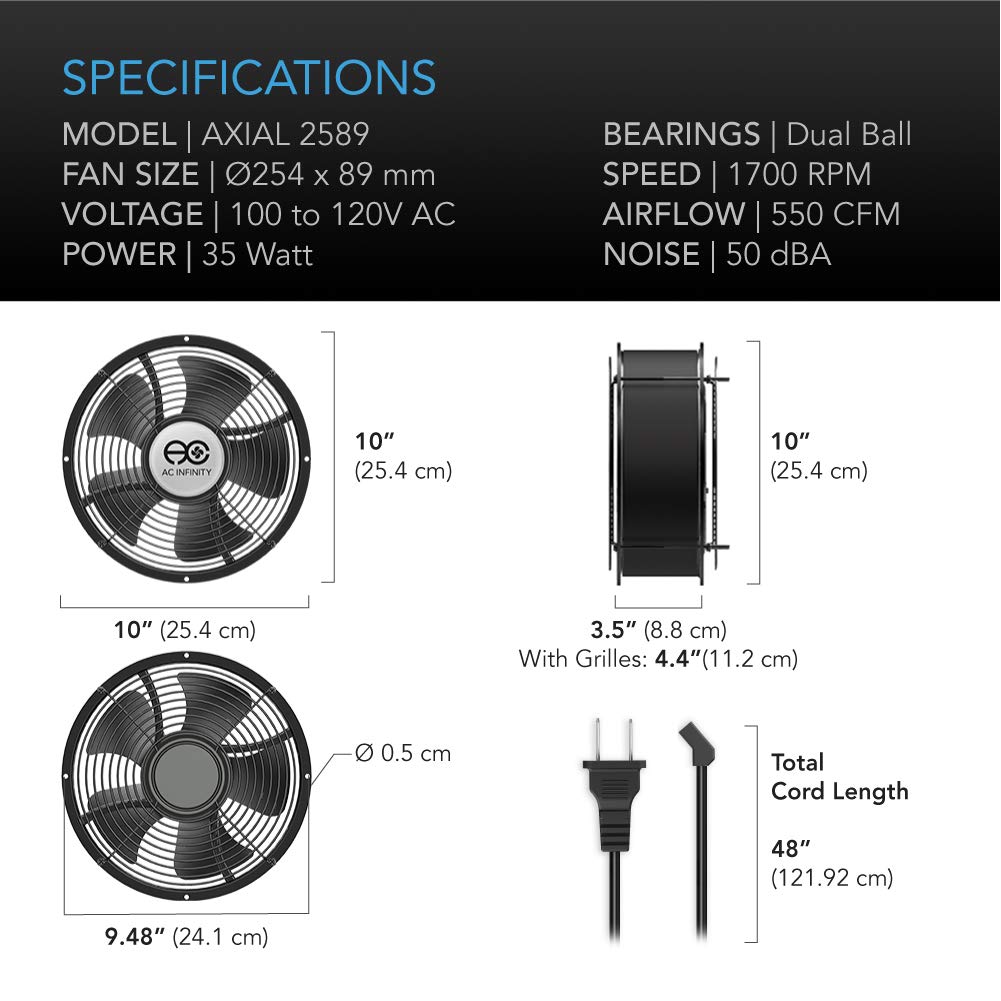 SPECIFICATIONS
MODEL | AXIAL 2589
FAN SIZE | Ø254 x 89 mm
VOLTAGE | 100 to 120V AC
POWER | 35 Watt
BEARINGS | Dual Ball
SPEED | 1700 RPM
AIRFLOW | 550 CFM
NOISE | 50 dBA
AC INFINITY
10”
(25.4 cm)
10” (25.4 cm)
10”
(25.4 cm)
3.5” (8.8 cm)
With Grilles: 4.4”(11.2 cm)
Ø 0.5 cm
9.48” (24.1 cm)
Total
Cord Length
48”
(121.92 cm)